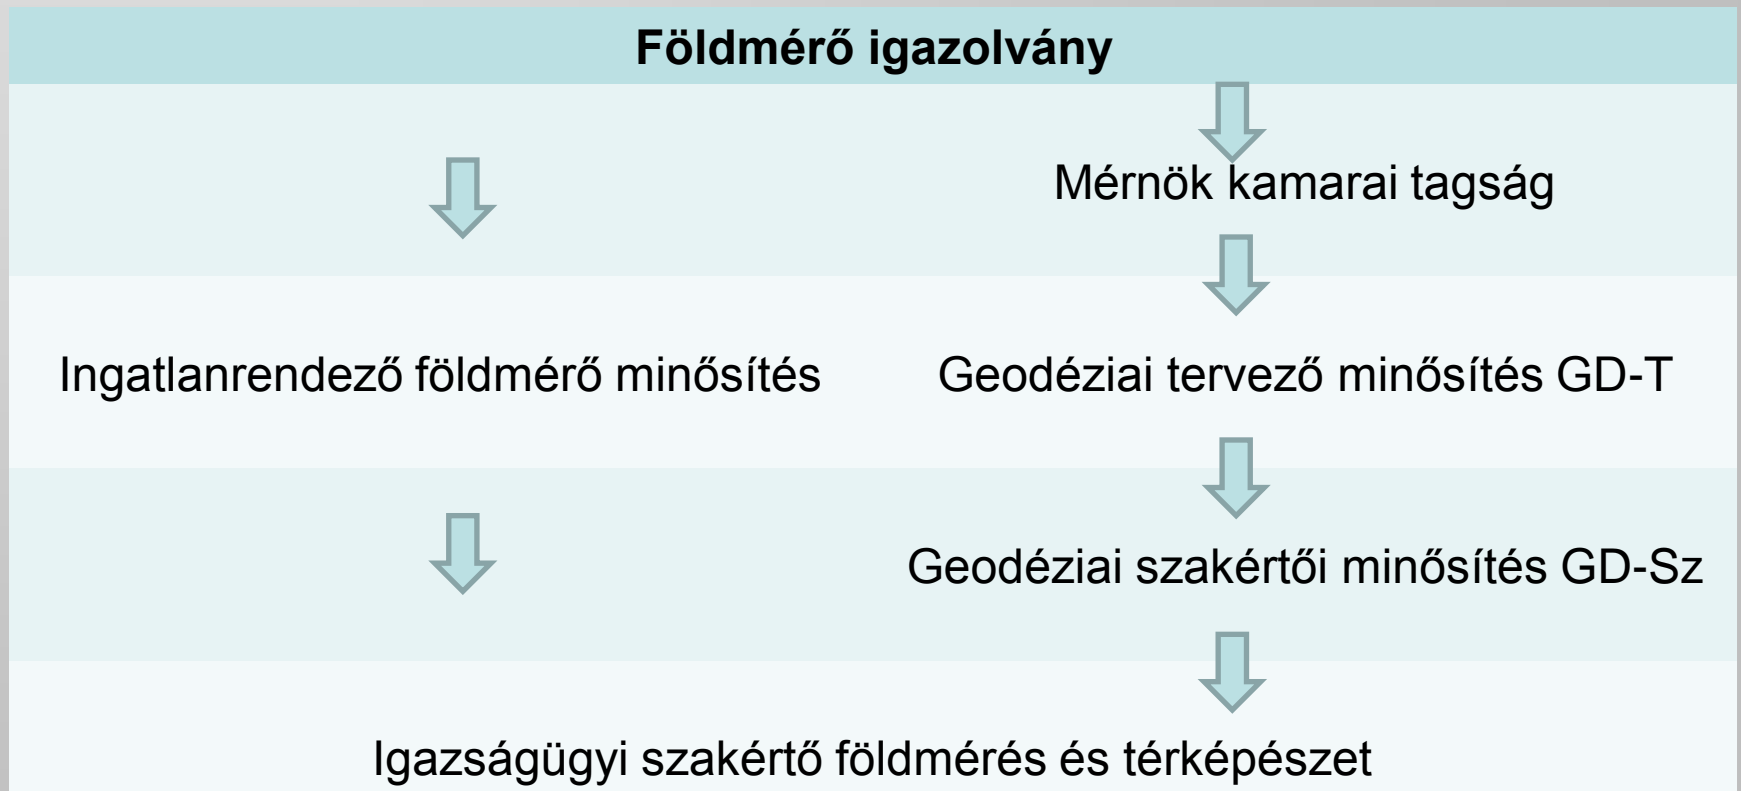 Földmérő igazolvány
Mérnök kamarai tagság
Ingatlanrendező földmérő minősítés
Geodéziai tervező minősítés GD-T
Geodéziai szakértői minősítés GD-Sz
Igazságügyi szakértő földmérés és térképészet